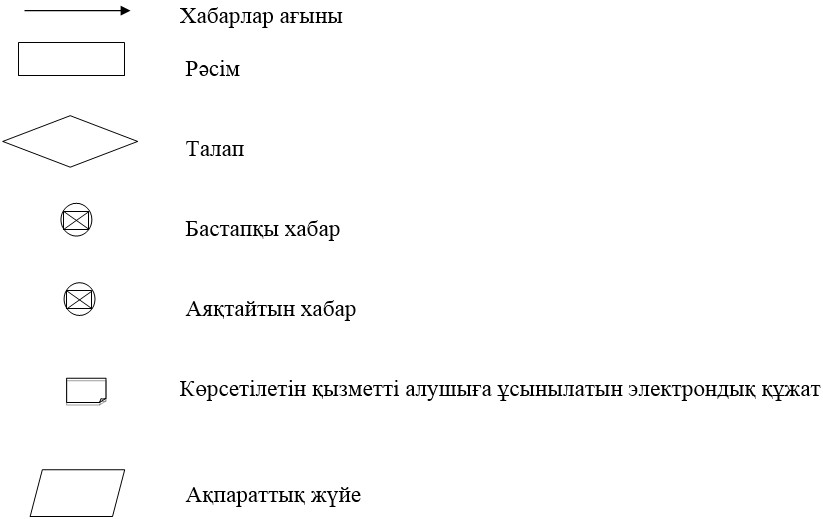 Хабарлар ағыны
Рәсім
Талап
Бастапқы хабар
Аяқтайтын хабар
Көрсетілетін қызметті алушыға ұсынылатын электрондық құжат
Ақпараттық жүйе